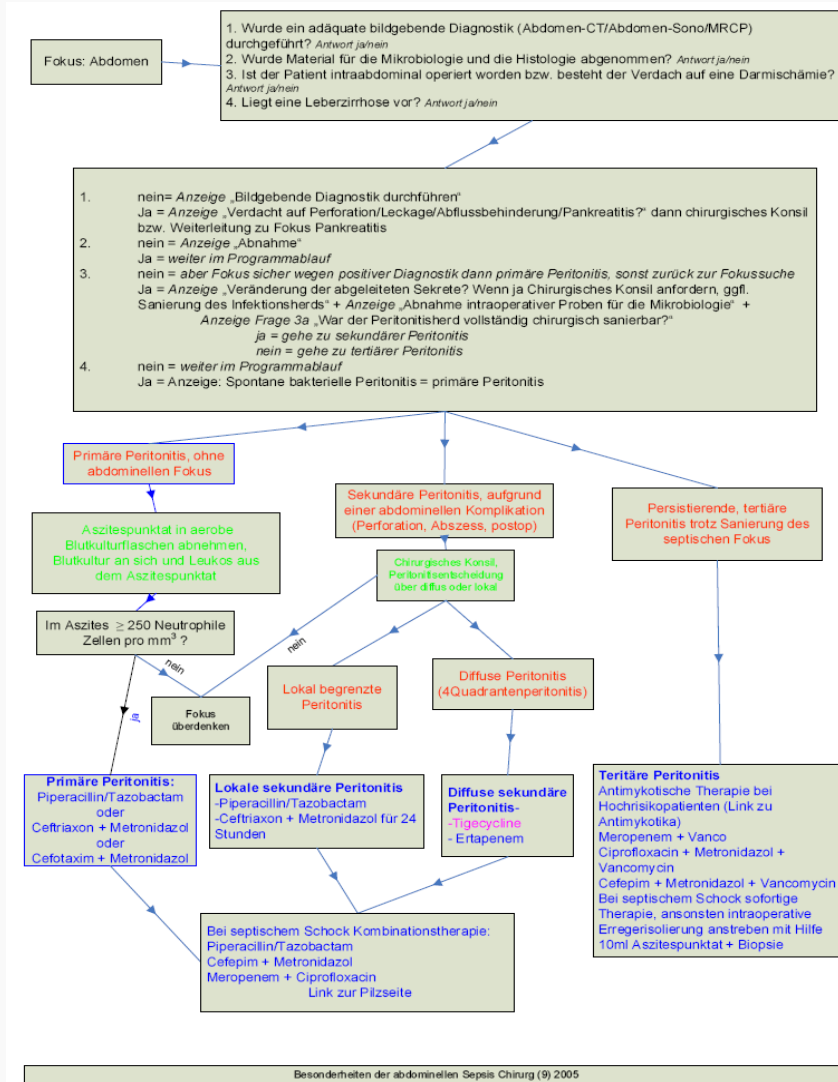 Fokus: Abdomen
1. Wurde ein adäquate bildgebende Diagnostik (Abdomen-CT/Abdomen-Sono/MRCP)
durchgeführt? Antwort ja/nein
2. Wurde Material für die Mikrobiologie und die Histologie abgenommen? Antwort ja/nein
3. Ist der Patient intraabdominal operiert worden bzw. besteht der Verdach auf eine Darmischämie?
Antwort ja/nein
4. Liegt eine Leberzirrhose vor? Antwort ja/nein
1. nein= Anzeige „Bildgebende Diagnostik durchführen“
Ja = Anzeige „Verdacht auf Perforation/Leckage/Abflussbehinderung/Pankreatitis?“ dann chirurgisches Konsil
bzw. Weiterleitung zu Fokus Pankreatitis
2. nein = Anzeige „Abnahme“
Ja = weiter im Programmablauf
3. nein = aber Fokus sicher wegen positiver Diagnostik dann primäre Peritonitis, sonst zurück zur Fokussuche
Ja = Anzeige „Veränderung der abgeleiteten Sekrete? Wenn ja Chirurgisches Konsil anfordern, ggfl.
Sanierung des Infektionsherds“ + Anzeige „Abnahme intraoperativer Proben für die Mikrobiologie“ +
Anzeige Frage 3a „War der Peritonitisherd vollständig chirurgisch sanierbar?“
ja = gehe zu sekundärer Peritonitis
nein = gehe zu tertiärer Peritonitis
4. nein = weiter im Programmablauf
Ja = Anzeige: Spontane bakterielle Peritonitis = primäre Peritonitis
Primäre Peritonitis, ohne
abdominellen Fokus
Sekundäre Peritonitis, aufgrund
einer abdominellen Komplikation
(Perforation, Abszess, postop)
Persistierende, tertiäre
Peritonitis trotz Sanierung des
septischen Fokus
Aszitespunktat in aerobe
Blutkulturflaschen abnehmen,
Blutkultur an sich und Leukos aus
dem Aszitespunktat
Chirurgisches Konsil,
Peritonitisentscheidung
über diffus oder lokal
Im Aszites ≥ 250 Neutrophile
Zellen pro mm³ ?
nein
nein
ja
Fokus
überdenken
Lokal begrenzte
Peritonitis
Diffuse Peritonitis
(4Quadrantenperitonitis)
Primäre Peritonitis:
Piperacillin/Tazobactam
oder
Ceftriaxon + Metronidazol
oder
Cefotaxim + Metronidazol
Lokale sekundäre Peritonitis
-Piperacillin/Tazobactam
-Ceftriaxon + Metronidazol für 24
Stunden
Diffuse sekundäre
Peritonitis-
-Tigecycline
- Ertapenem
Teritäre Peritonitis
Antimykotische Therapie bei
Hochrisikopatienten (Link zu
Antimykotika)
Meropenem + Vanco
Ciprofloxacin + Metronidazol +
Vancomycin
Cefepim + Metronidazol + Vancomycin
Bei septischem Schock sofortige
Therapie, ansonsten intraoperative
Erregerisolierung anstreben mit Hilfe
10ml Aszitespunktat + Biopsie
Bei septischem Schock Kombinationstherapie:
Piperacillin/Tazobactam
Cefepim + Metronidazol
Meropenem + Ciprofloxacin
Link zur Pilzseite
Besonderheiten der abdominellen Sepsis Chirurg (9) 2005